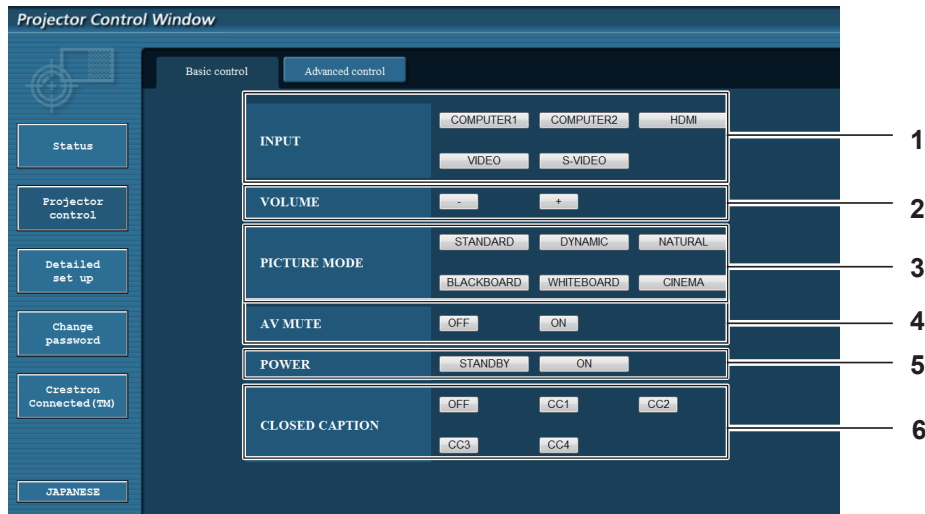 Projector Control Window
Basic control
Advanced control
Status
Projector
control
Detailed
set up
Change
password
Crestron
Connected(TM)
JAPANESE
INPUT
COMPUTER1 COMPUTER2 HDMI
VIDEO S-VIDEO
1
VOLUME - +
2
PICTURE MODE
STANDARD DYNAMIC NATURAL
BLACKBOARD WHITEBOARD CINEMA
3
AV MUTE OFF ON
4
POWER STANDBY ON
5
CLOSED CAPTION
OFF CC1 CC2
CC3 CC4
6